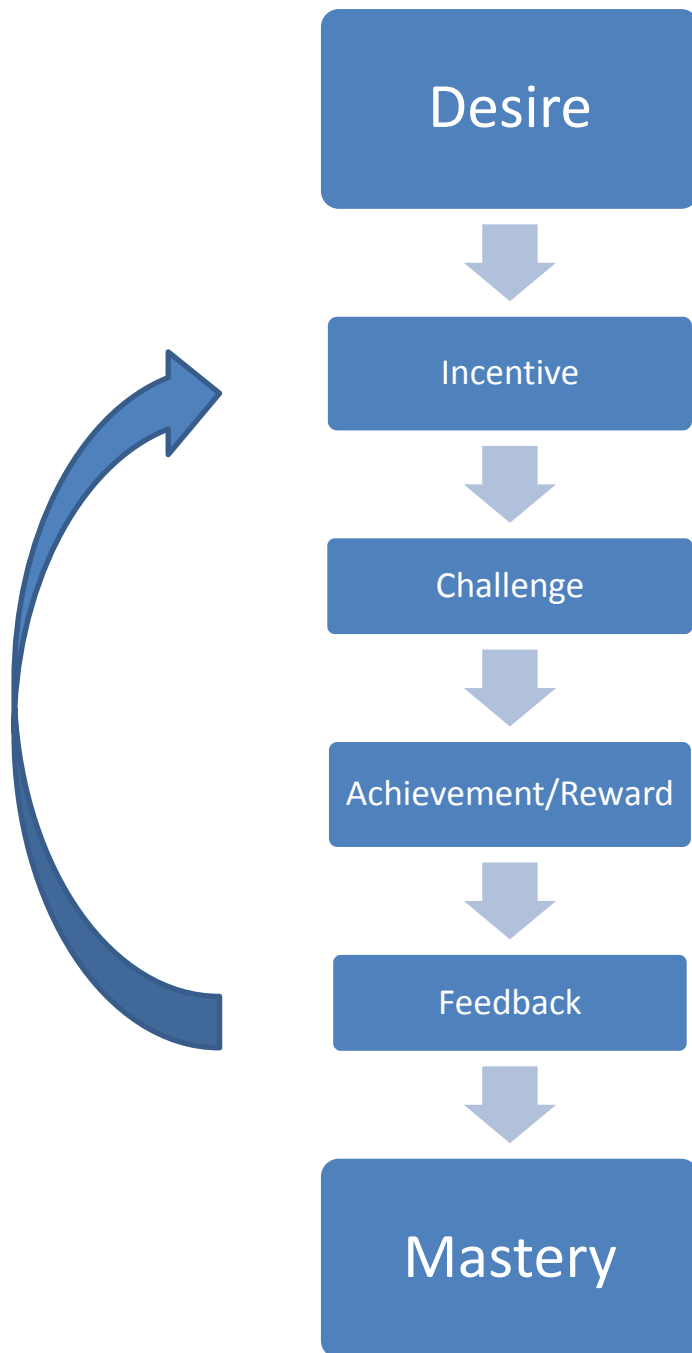 Desire
Incentive
Challenge
Achievement/Reward
Feedback
Mastery